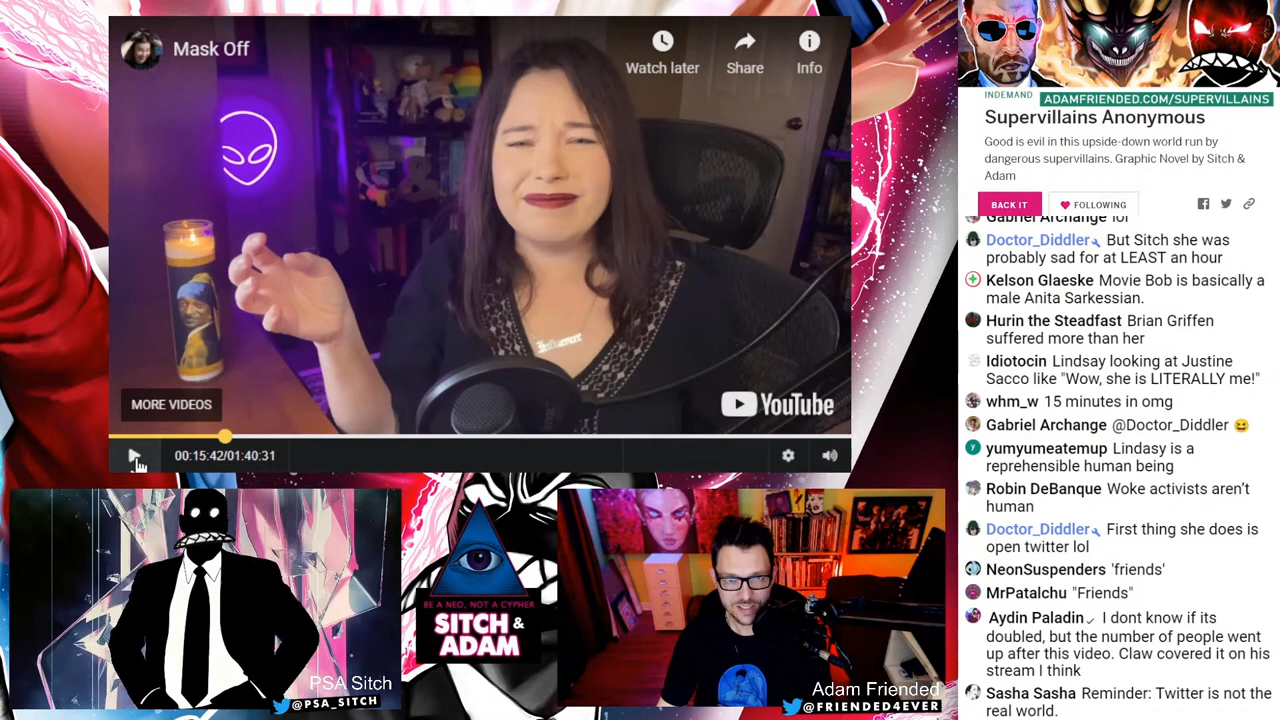 Mask Off
Watch later
Share
Info
Influencer
MORE VIDEOS
YouTube
00:15:42/01:40:31
PSA Sitch
@PSA_SITCH
BE A NEO, NOT A CYPHER
SITCH &
ADAM
Adam Friended
@FRIENDED4EVER
INDEMAND
ADAMFRIENDED.COM/SUPERVILLAINS
Supervillains Anonymous
Good is evil in this upside-down world run by
dangerous supervillains. Graphic Novel by Sitch &
Adam
BACK IT
FOLLOWING
Gabriel Archange lol
Doctor_Diddler But Sitch she was
probably sad for at LEAST an hour
Kelson Glaeske Movie Bob is basically a
male Anita Sarkessian.
Hurin the Steadfast Brian Griffen
suffered more than her
Idiotocin Lindsay looking at Justine
Sacco like "Wow, she is LITERALLY me!"
whm_w 15 minutes in omg
Gabriel Archange @Doctor_Diddler
yumyumeatemup Lindasy is a
reprehensible human being
Robin DeBanque Woke activists aren't
human
Doctor_Diddler First thing she does is
open twitter lol
NeonSuspenders 'friends'
MrPatalchu "Friends"
Aydin Paladin I dont know if its
doubled, but the number of people went
up after this video. Claw covered it on his
stream I think
Sasha Sasha Reminder: Twitter is not the
real world.